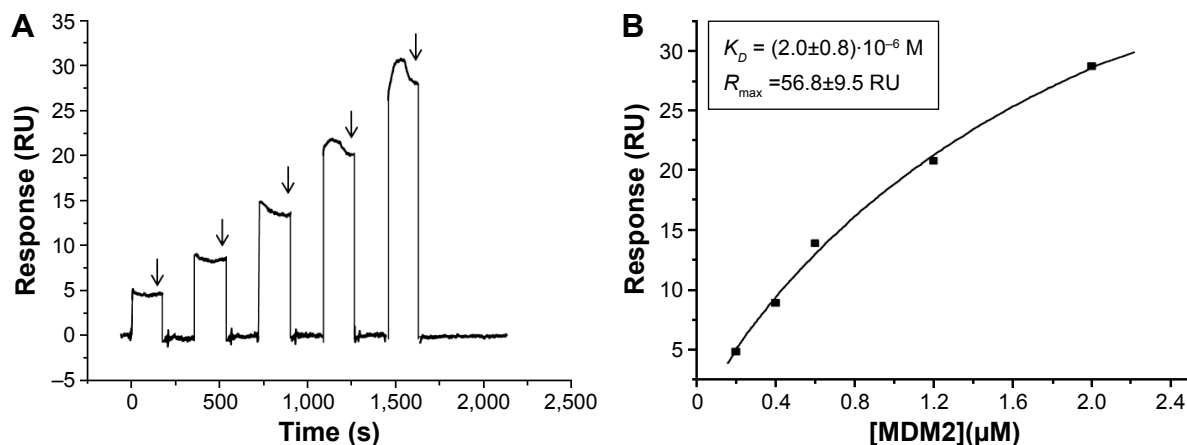 A
Response (RU)
35
30
25
20
15
10
5
0
–5
0 500 1,000 1,500 2,000 2,500
Time (s)
B
Response (RU)
30
25
20
15
10
5
K_D = (2.0±0.8)·10⁻⁶ M
R_max =56.8±9.5 RU
0 0.4 0.8 1.2 1.6 2.0 2.4
[MDM2](µM)